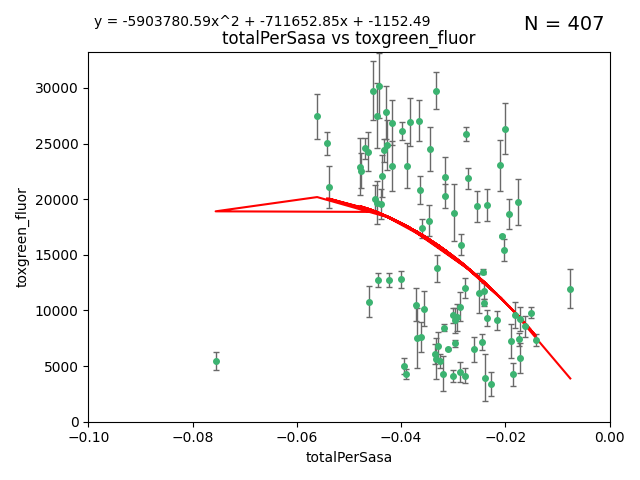 y = -5903780.59x^2 + -711652.85x + -1152.49
N = 407
totalPerSasa vs toxgreen_fluor
30000
25000
20000
15000
10000
5000
0
toxgreen_fluor
−0.10 −0.08 −0.06 −0.04 −0.02 0.00
totalPerSasa